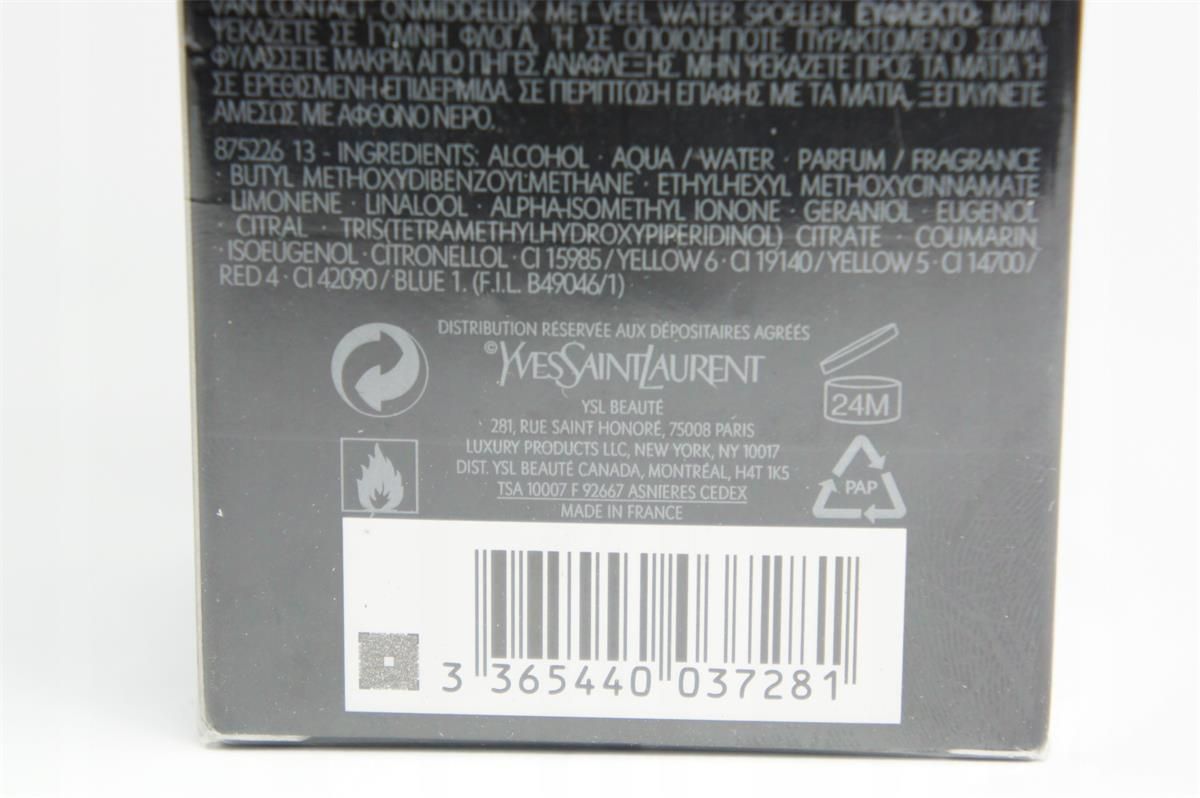 VAN CONTACT, ONMIDDELLIJK MET VEEL WATER SPOELEN. ΕΥΦΛΕΚΤΟ: ΜΗΝ
ΨΕΚΑΖΕΤΕ ΣΕ ΓΥΜΝΗ ΦΛΟΓΑ, Ή ΣΕ ΟΠΟΙΟΔΗΠΟΤΕ ΠΥΡΑΚΤΩΜΕΝΟ ΣΩΜΑ.
ΦΥΛΑΣΣΕΤΕ ΜΑΚΡΙΑ ΑΠΟ ΠΗΓΕΣ ΑΝΑΦΛΕΞΗΣ. ΜΗΝ ΨΕΚΑΖΕΤΕ ΠΡΟΣ ΤΑ ΜΑΤΙΑ Ή
ΣΕ ΕΡΕΘΙΣΜΕΝΗ ΕΠΙΔΕΡΜΙΔΑ. ΣΕ ΠΕΡΙΠΤΩΣΗ ΕΠΑΦΗΣ ΜΕ ΤΑ ΜΑΤΙΑ, ΞΕΠΛΥΝΕΤΕ
ΑΜΕΣΩΣ ΜΕ ΑΦΘΟΝΟ ΝΕΡΟ.
875226 13 - INGREDIENTS: ALCOHOL · AQUA / WATER · PARFUM / FRAGRANCE
· BUTYL METHOXYDIBENZOYLMETHANE · ETHYLHEXYL METHOXYCINNAMATE
· LIMONENE · LINALOOL · ALPHA-ISOMETHYL IONONE · GERANIOL · EUGENOL
· CITRAL · TRIS(TETRAMETHYLHYDROXYPIPERIDINOL) CITRATE · COUMARIN
· ISOEUGENOL · CITRONELLOL · CI 15985 / YELLOW 6 · CI 19140 / YELLOW 5 · CI 14700 /
RED 4 · CI 42090 / BLUE 1. (F.I.L. B49046/1)
DISTRIBUTION RÉSERVÉE AUX DÉPOSITAIRES AGRÉÉS
©YVESSAINTLAURENT
24M
YSL BEAUTÉ
281, RUE SAINT HONORÉ, 75008 PARIS
LUXURY PRODUCTS LLC, NEW YORK, NY 10017
DIST. YSL BEAUTÉ CANADA, MONTRÉAL, H4T 1K5
PAP
TSA 10007 F 92667 ASNIERES CEDEX
MADE IN FRANCE
3 365440 037281